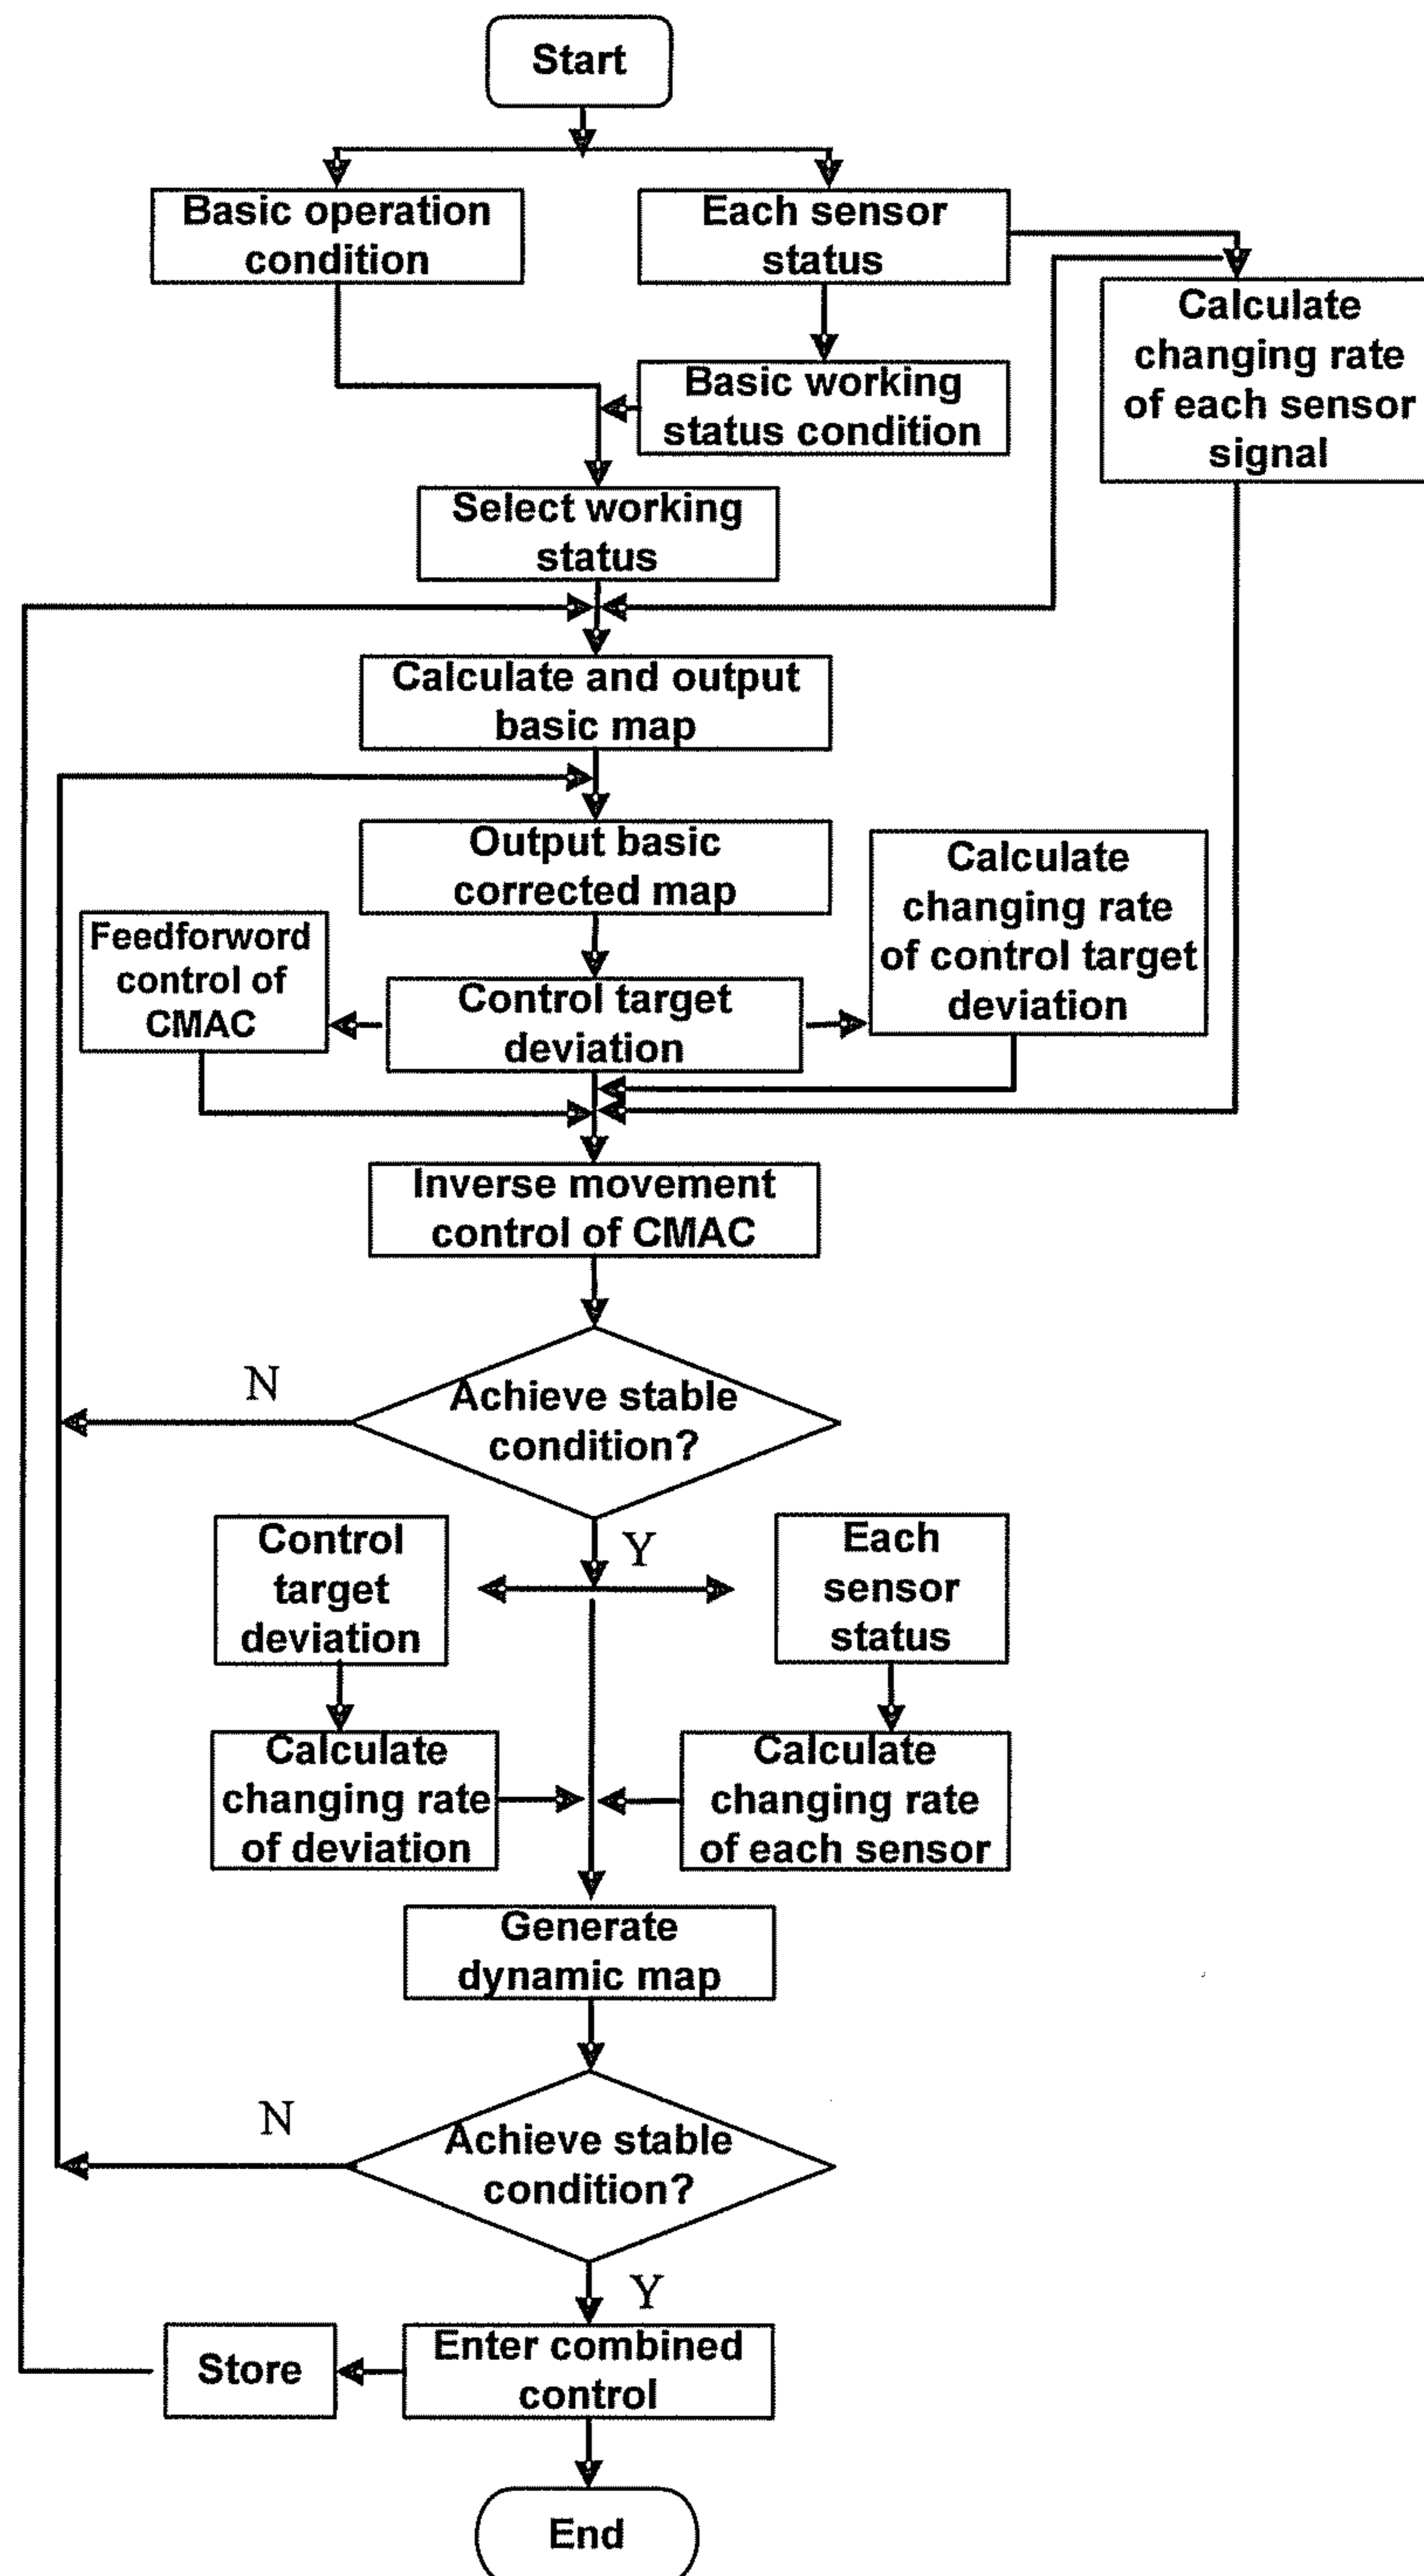 Start
Basic operation
condition
Each sensor
status
Calculate
changing rate
of each sensor
signal
Basic working
status condition
Select working
status
Calculate and output
basic map
Output basic
corrected map
Calculate
changing rate
of control target
deviation
Feedforword
control of
CMAC
Control target
deviation
Inverse movement
control of CMAC
Achieve stable
condition?
N
Y
Control
target
deviation
Each
sensor
status
Calculate
changing rate
of deviation
Calculate
changing rate
of each sensor
Generate
dynamic map
Achieve stable
condition?
N
Y
Store
Enter combined
control
End